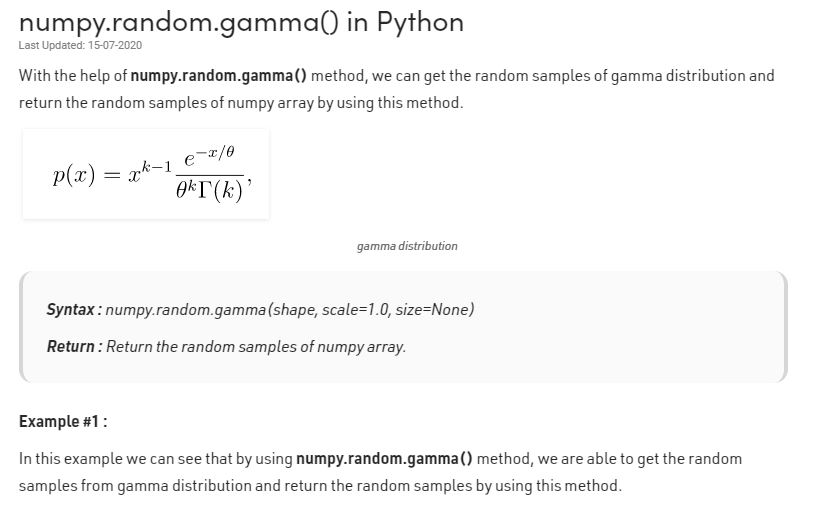 numpy.random.gamma() in Python
Last Updated: 15-07-2020
With the help of numpy.random.gamma() method, we can get the random samples of gamma distribution and
return the random samples of numpy array by using this method.
p(x) = x^{k-1} \frac{e^{-x/θ}}{θ^k Γ(k)},
gamma distribution
Syntax : numpy.random.gamma(shape, scale=1.0, size=None)
Return : Return the random samples of numpy array.
Example #1 :
In this example we can see that by using numpy.random.gamma() method, we are able to get the random
samples from gamma distribution and return the random samples by using this method.